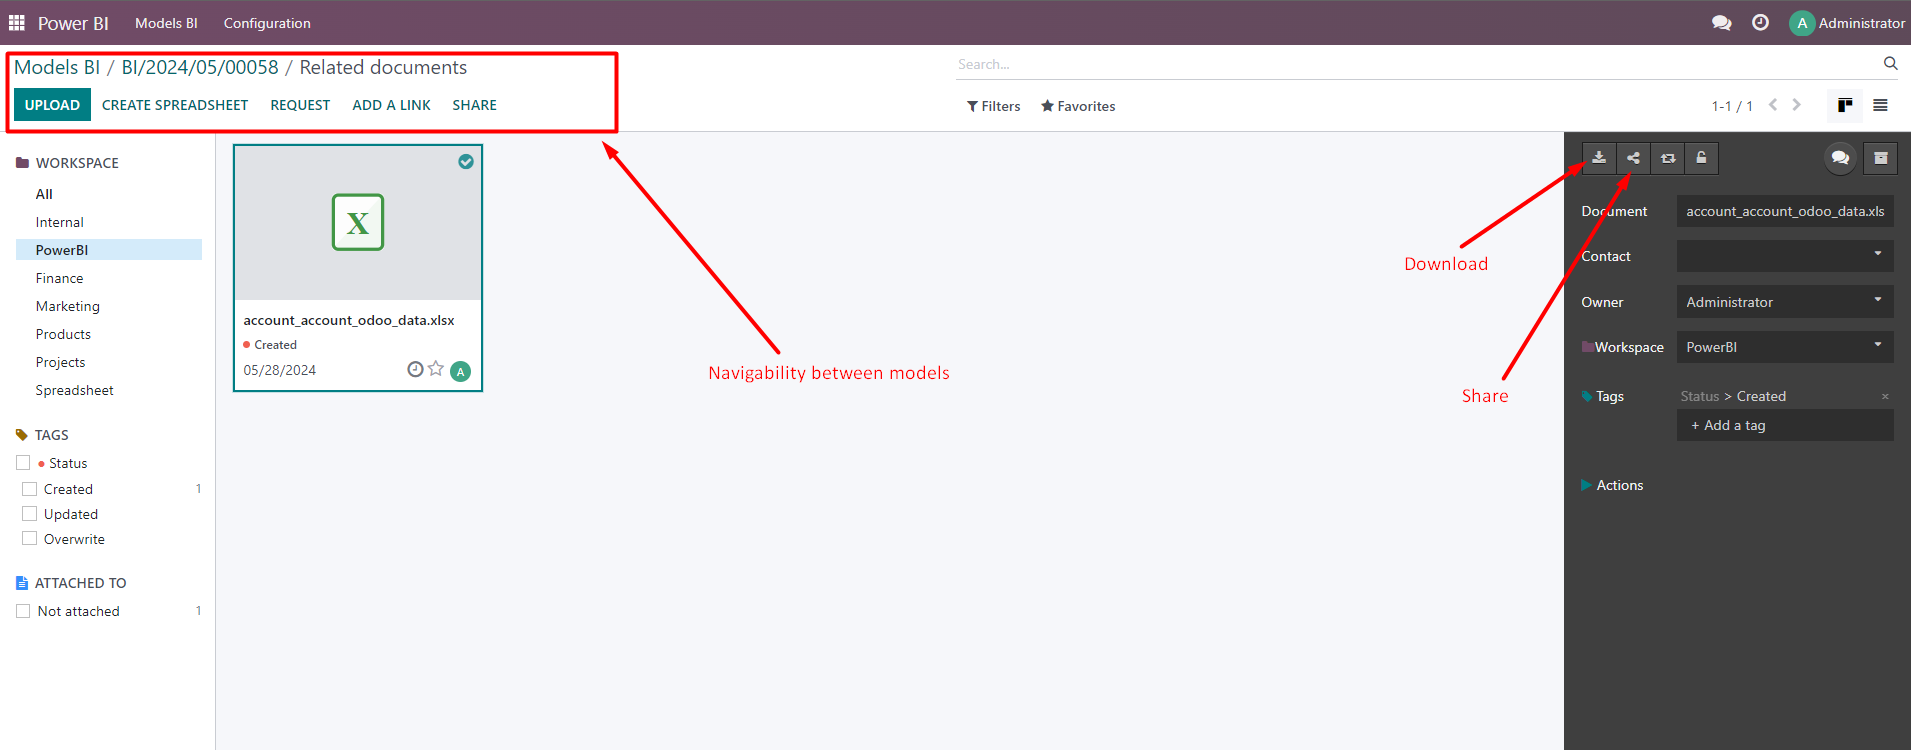 Power BI Models BI Configuration A Administrator
Models BI / BI/2024/05/00058 / Related documents
Search...
UPLOAD CREATE SPREADSHEET REQUEST ADD A LINK SHARE
Filters Favorites 1-1 / 1
WORKSPACE
All
Internal
PowerBI
Finance
Marketing
Products
Projects
Spreadsheet
TAGS
Status
Created 1
Updated
Overwrite
ATTACHED TO
Not attached 1
X
account_account_odoo_data.xlsx
Created
05/28/2024 A
Navigability between models
Download
Share
Document account_account_odoo_data.xls
Contact
Owner Administrator
Workspace PowerBI
Tags Status > Created ×
+ Add a tag
Actions